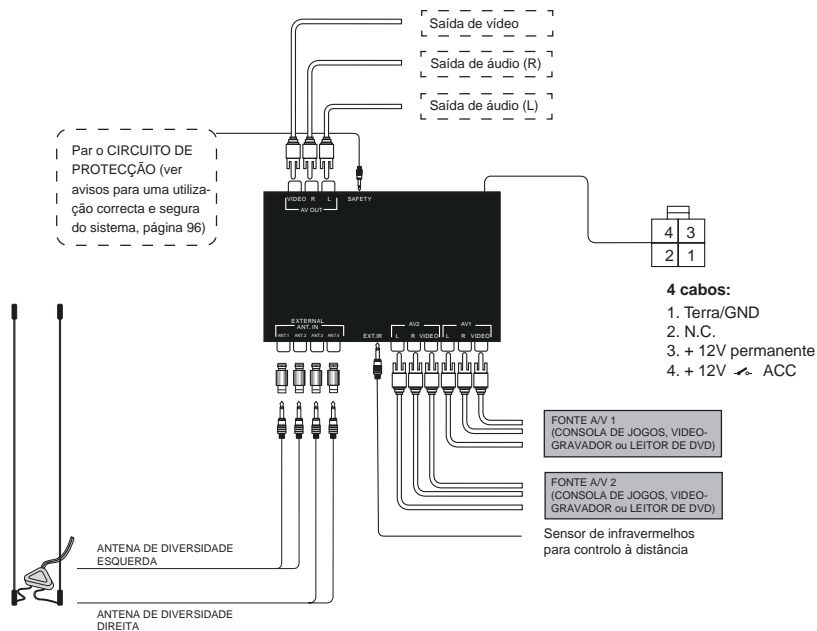 Saída de vídeo
Saída de áudio (R)
Saída de áudio (L)
Par o CIRCUITO DE
PROTECÇÃO (ver
avisos para uma utiliza-
ção correcta e segura
do sistema, página 96)
VIDEO R L
AV OUT
SAFETY
4 3
2 1
4 cabos:
1. Terra/GND
2. N.C.
3. + 12V permanente
4. + 12V ACC
EXTERNAL
ANT. IN
ANT.1 ANT.2 ANT.3 ANT.4
EXT.IR
AV2 AV1
L R VIDEO L R VIDEO
FONTE A/V 1
(CONSOLA DE JOGOS, VIDEO-
GRAVADOR ou LEITOR DE DVD)
FONTE A/V 2
(CONSOLA DE JOGOS, VIDEO-
GRAVADOR ou LEITOR DE DVD)
Sensor de infravermelhos
para controlo à distância
ANTENA DE DIVERSIDADE
ESQUERDA
ANTENA DE DIVERSIDADE
DIREITA